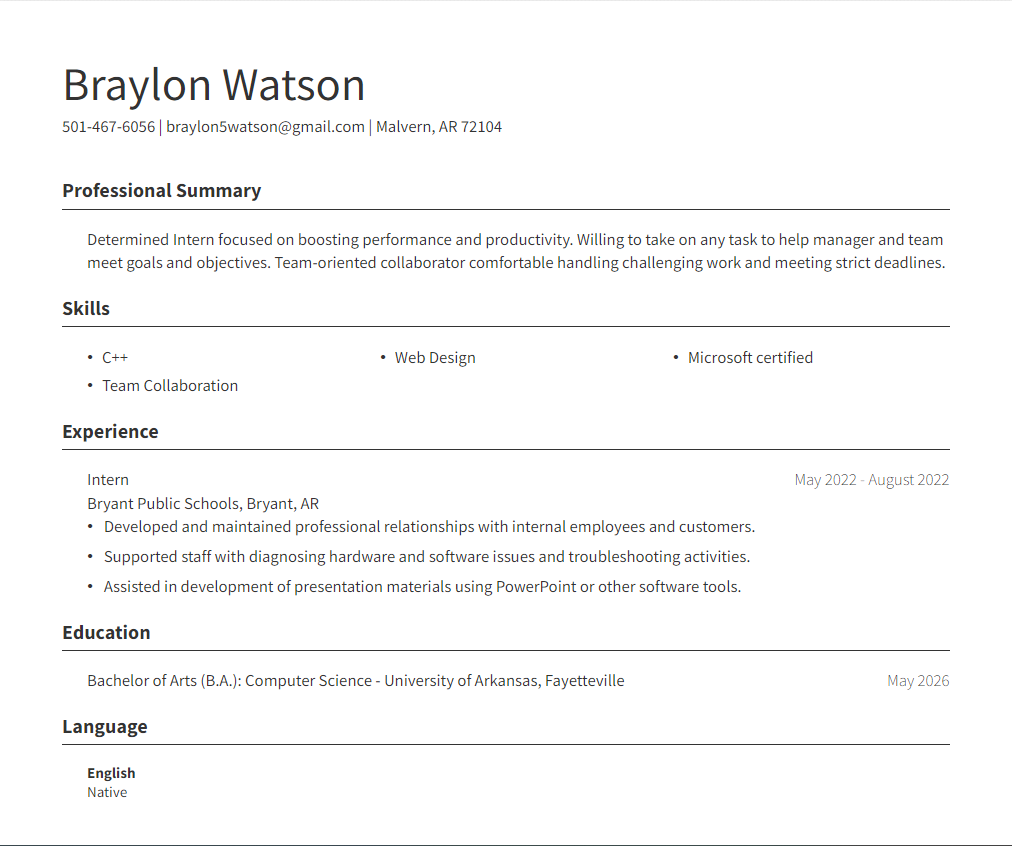 Braylon Watson
501-467-6056 | braylon5watson@gmail.com | Malvern, AR 72104
Professional Summary
Determined Intern focused on boosting performance and productivity. Willing to take on any task to help manager and team
meet goals and objectives. Team-oriented collaborator comfortable handling challenging work and meeting strict deadlines.
Skills
• C++ • Web Design • Microsoft certified
• Team Collaboration
Experience
Intern May 2022 - August 2022
Bryant Public Schools, Bryant, AR
• Developed and maintained professional relationships with internal employees and customers.
• Supported staff with diagnosing hardware and software issues and troubleshooting activities.
• Assisted in development of presentation materials using PowerPoint or other software tools.
Education
Bachelor of Arts (B.A.): Computer Science - University of Arkansas, Fayetteville May 2026
Language
English
Native